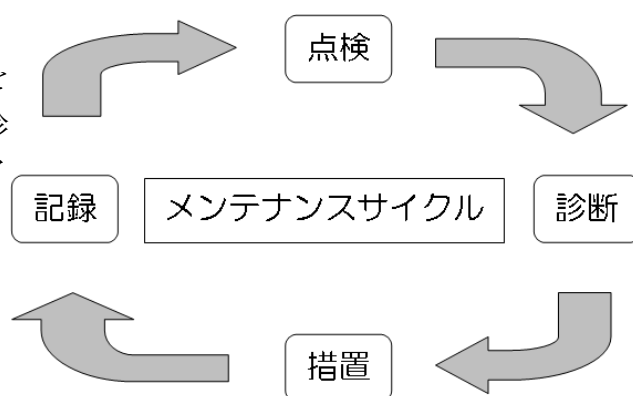 点検
記録
メンテナンスサイクル
診断
措置